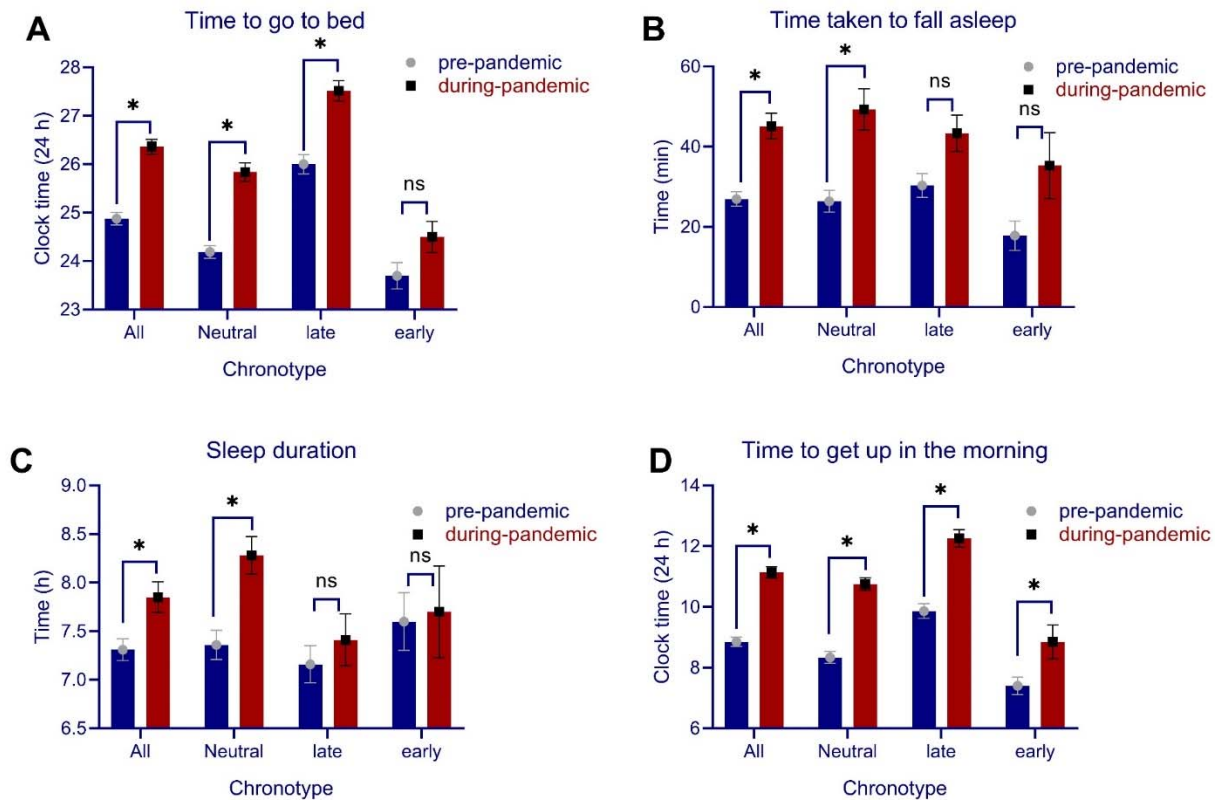 A
Time to go to bed
pre-pandemic
during-pandemic
*
*
*
ns
28
27
26
25
24
23
Clock time (24 h)
All
Neutral
late
early
Chronotype
B
Time taken to fall asleep
pre-pandemic
during-pandemic
*
*
ns
ns
60
40
20
0
Time (min)
All
Neutral
late
early
Chronotype
C
Sleep duration
pre-pandemic
during-pandemic
*
*
ns
ns
9.0
8.5
8.0
7.5
7.0
6.5
Time (h)
All
Neutral
late
early
Chronotype
D
Time to get up in the morning
pre-pandemic
during-pandemic
*
*
*
*
14
12
10
8
6
Clock time (24 h)
All
Neutral
late
early
Chronotype